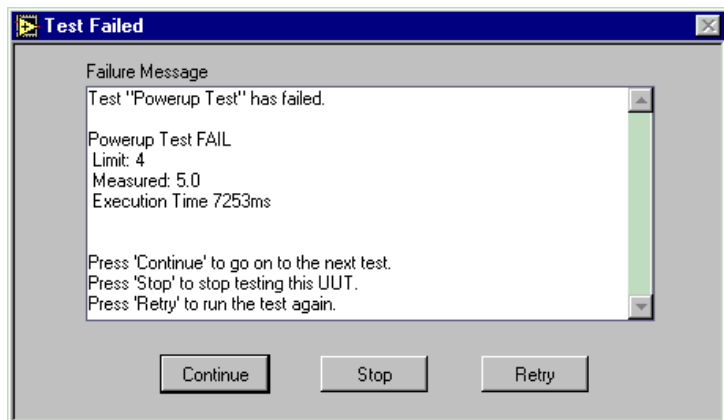 Test Failed
Failure Message
Test "Powerup Test" has failed.
Powerup Test FAIL
Limit: 4
Measured: 5.0
Execution Time 7253ms
Press 'Continue' to go on to the next test.
Press 'Stop' to stop testing this UUT.
Press 'Retry' to run the test again.
Continue Stop Retry